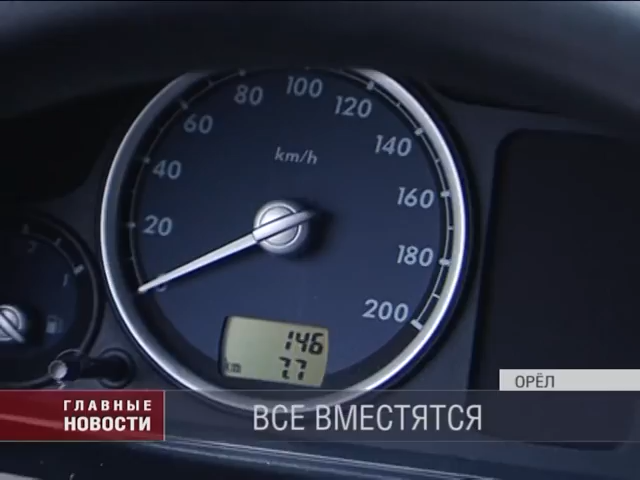 80 100 120
60 140
km/h
40 160
20 180
200
146
km 7.7
ОРЁЛ
ГЛАВНЫЕ
НОВОСТИ
ВСЕ ВМЕСТЯТСЯ